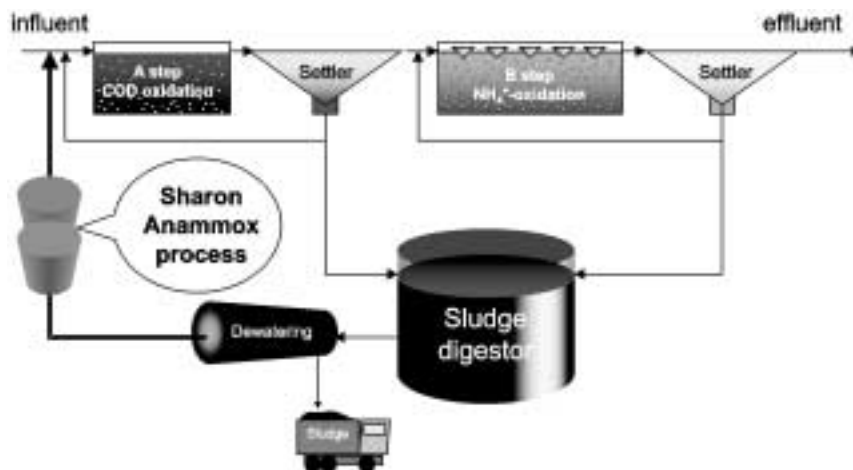 influent
effluent
A step
COD oxidation
Settler
B step
NH₄⁺-oxidation
Settler
Sharon
Anammox
process
Dewatering
Sludge
digestor
Sludge